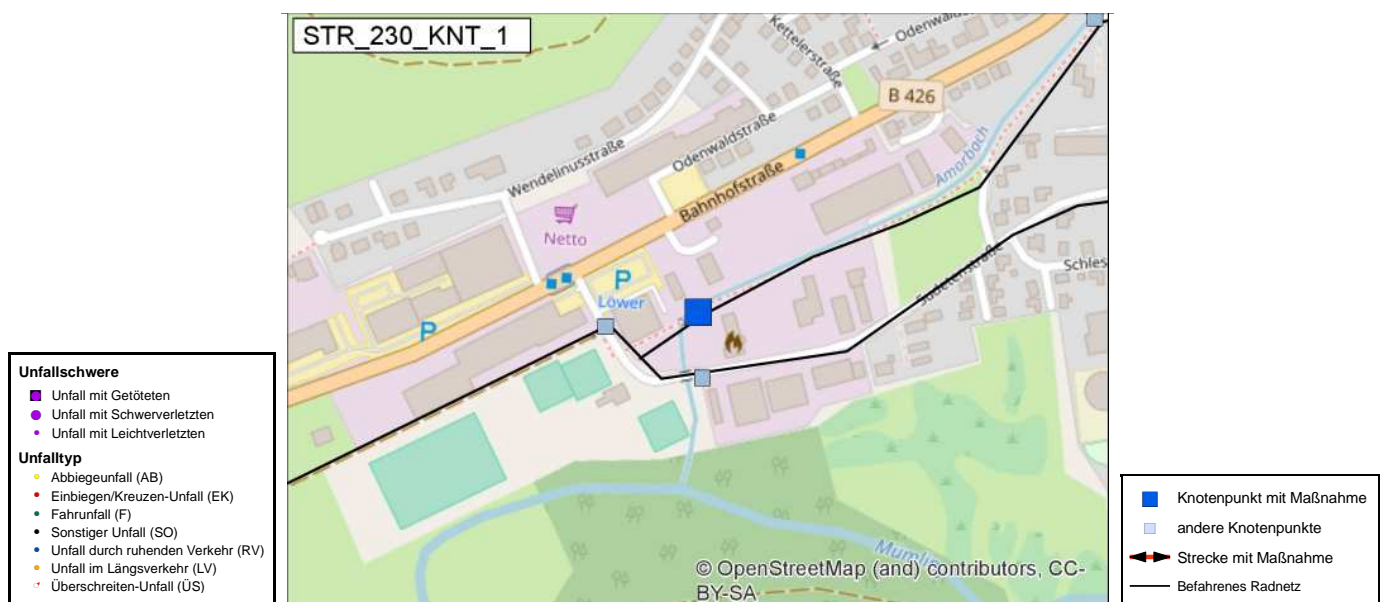 STR_230_KNT_1
Kettelerstraße
Odenwalds
B 426
Odenwaldstraße
Wendelinusstraße
Bahnhofstraße
Amorbach
Netto
P
Löwer
P
Sudetenstraße
Schles
Mumlin
© OpenStreetMap (and) contributors, CC-
BY-SA
Unfallschwere
Unfall mit Getöteten
Unfall mit Schwerverletzten
Unfall mit Leichtverletzten
Unfalltyp
Abbiegeunfall (AB)
Einbiegen/Kreuzen-Unfall (EK)
Fahrunfall (F)
Sonstiger Unfall (SO)
Unfall durch ruhenden Verkehr (RV)
Unfall im Längsverkehr (LV)
Überschreiten-Unfall (ÜS)
Knotenpunkt mit Maßnahme
andere Knotenpunkte
Strecke mit Maßnahme
Befahrenes Radnetz